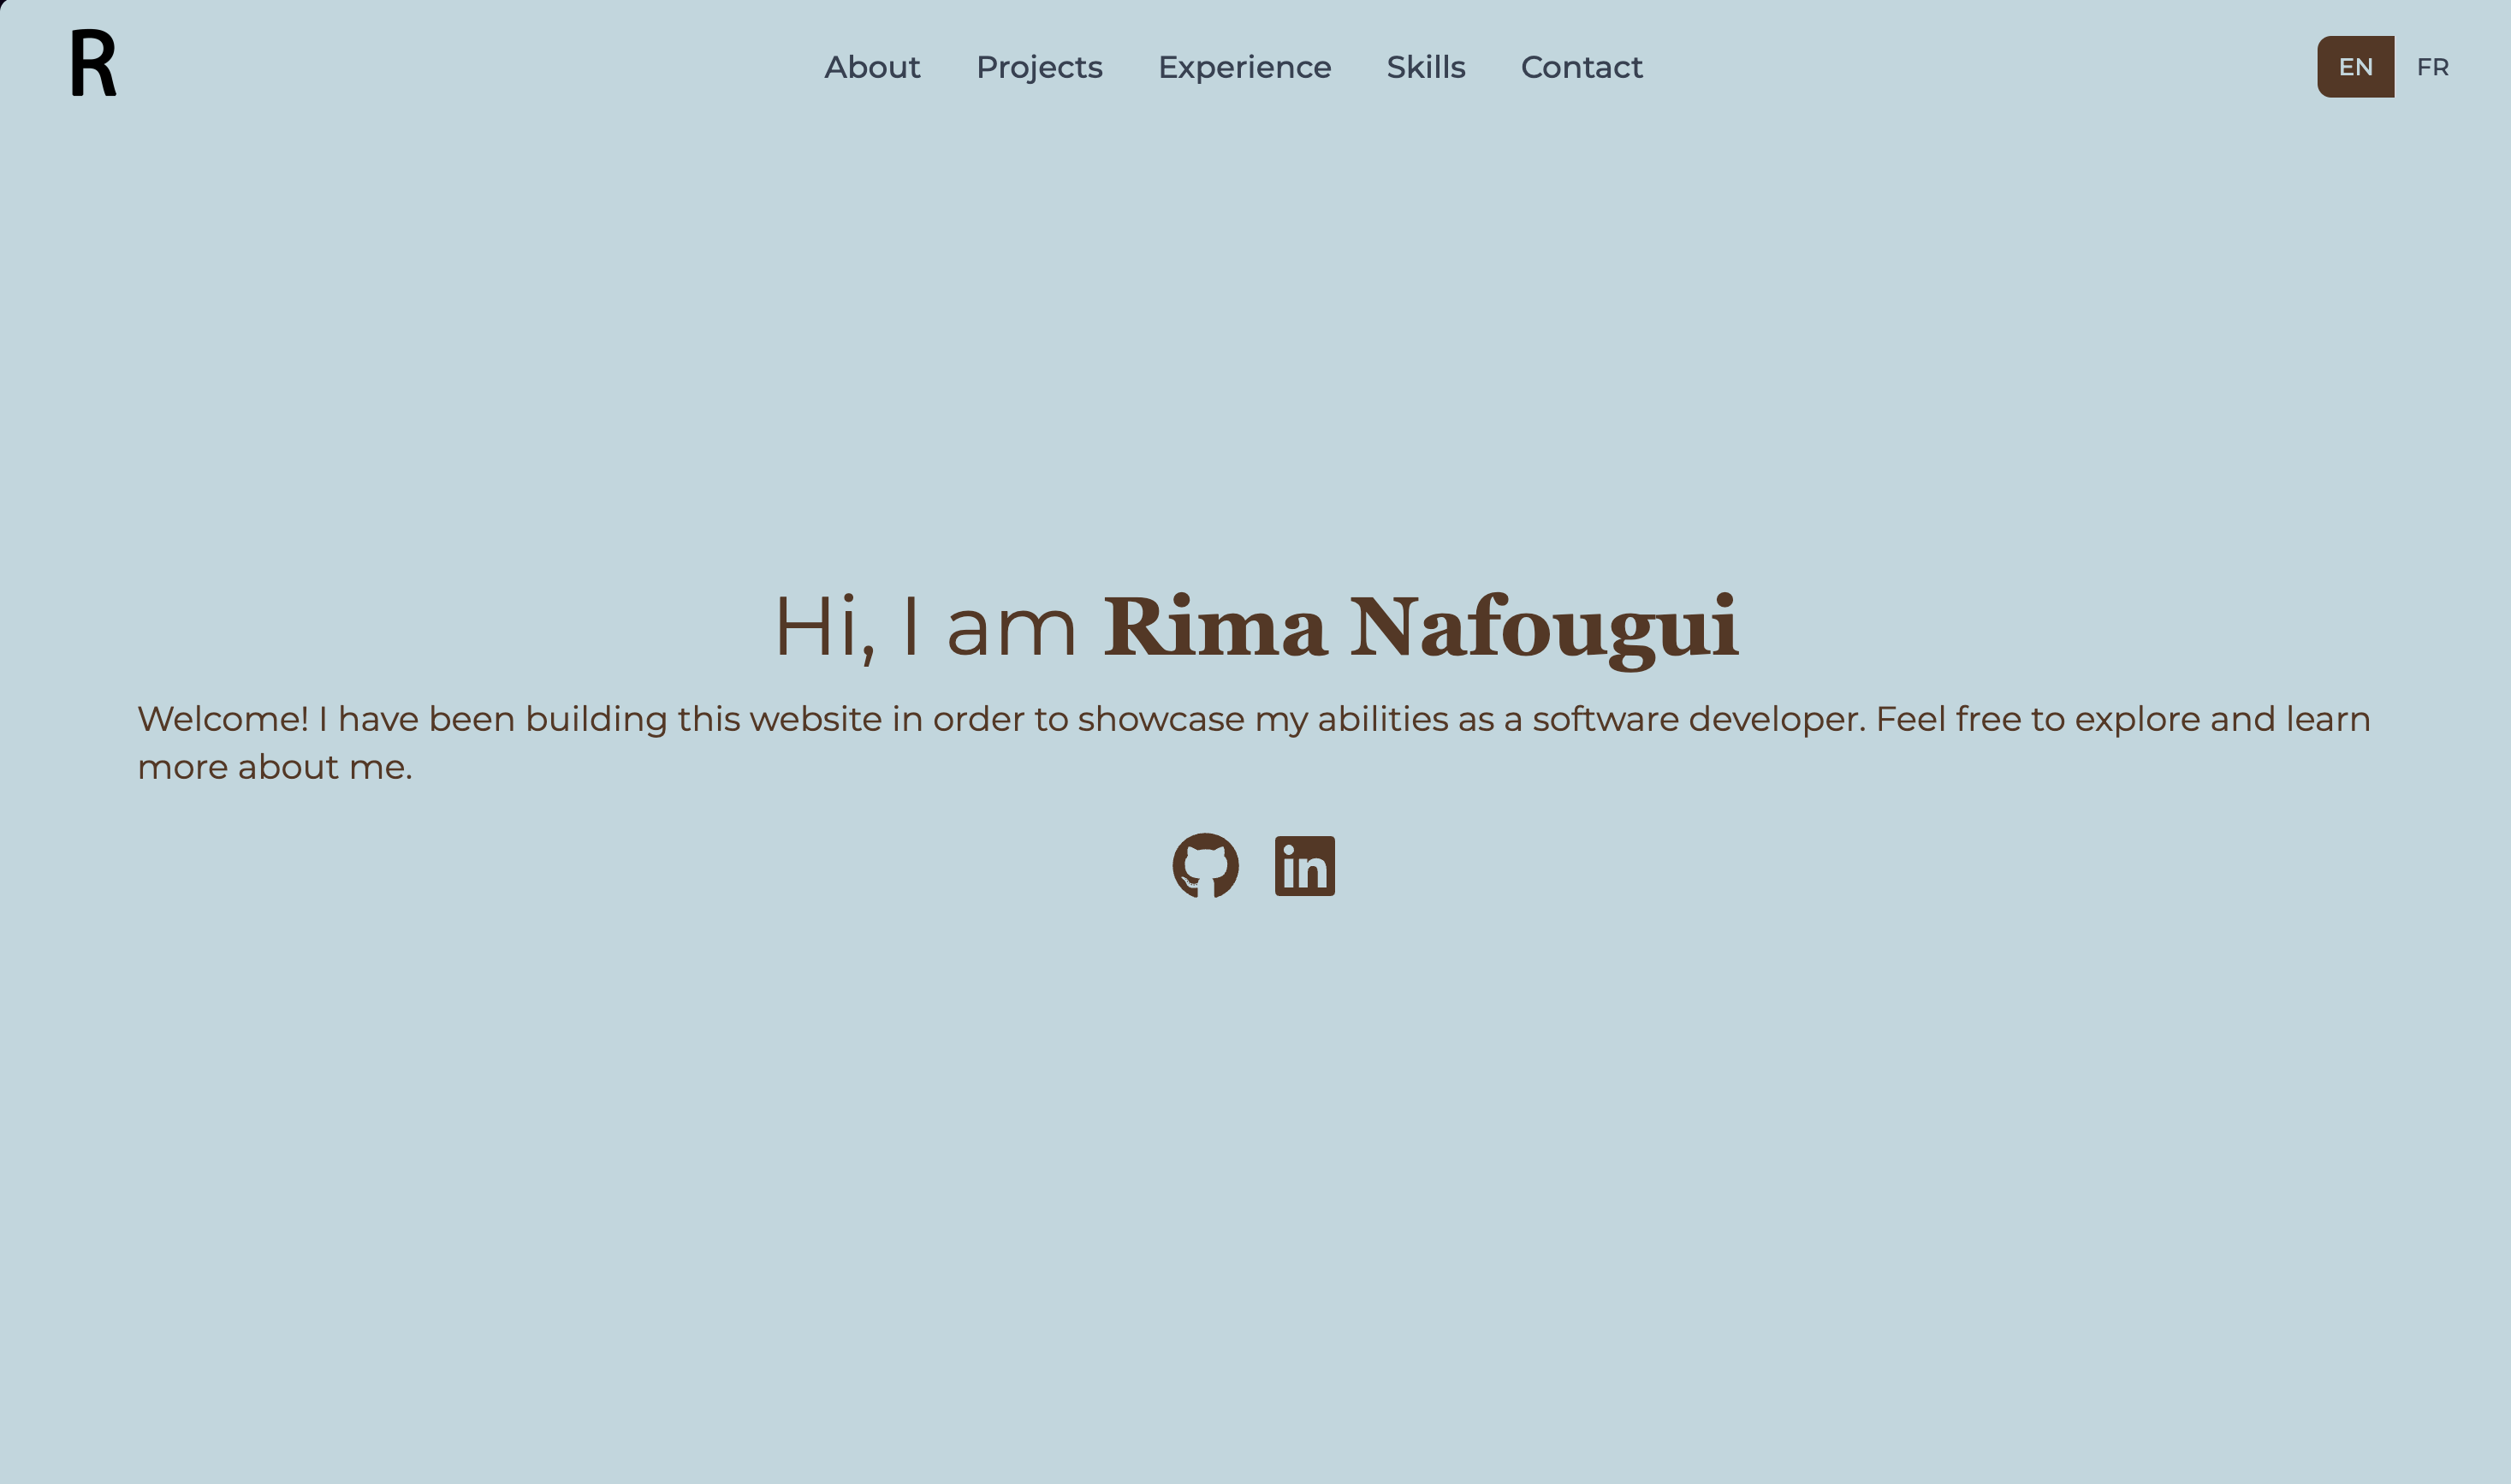 R
About Projects Experience Skills Contact
EN FR
Hi, I am Rima Nafougui
Welcome! I have been building this website in order to showcase my abilities as a software developer. Feel free to explore and learn
more about me.
in